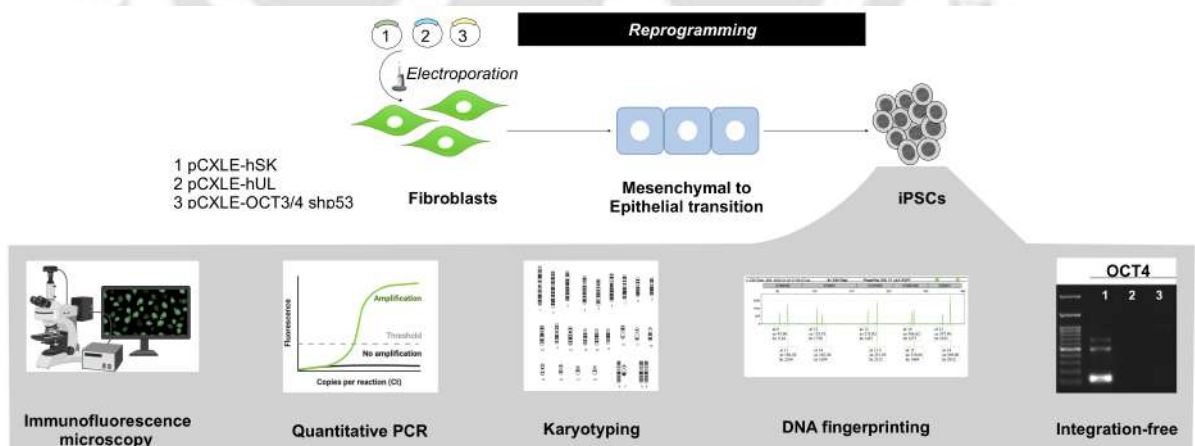 1 2 3
Reprogramming
Electroporation
1 pCXLE-hSK
2 pCXLE-hUL
3 pCXLE-OCT3/4 shp53
Fibroblasts
Mesenchymal to
Epithelial transition
iPSCs
Fluorescence
Amplification
Threshold
No amplification
Copies per reaction (Ct)
OCT4
1 2 3
Immunofluorescence
microscopy
Quantitative PCR
Karyotyping
DNA fingerprinting
Integration-free